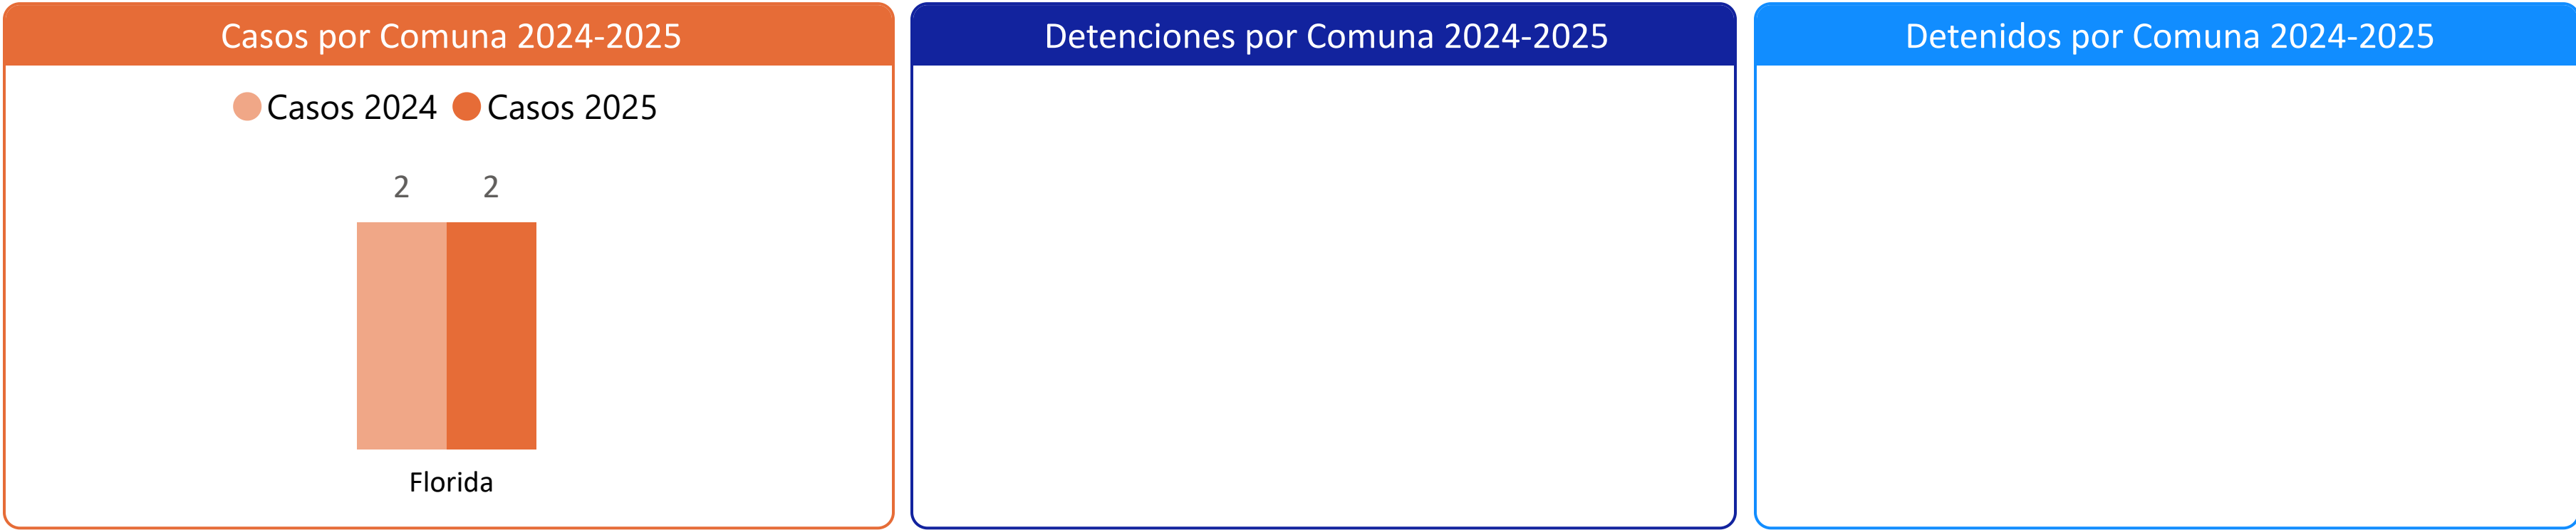 Casos por Comuna 2024-2025
Casos 2024 Casos 2025
2 2
Florida
Detenciones por Comuna 2024-2025
Detenidos por Comuna 2024-2025